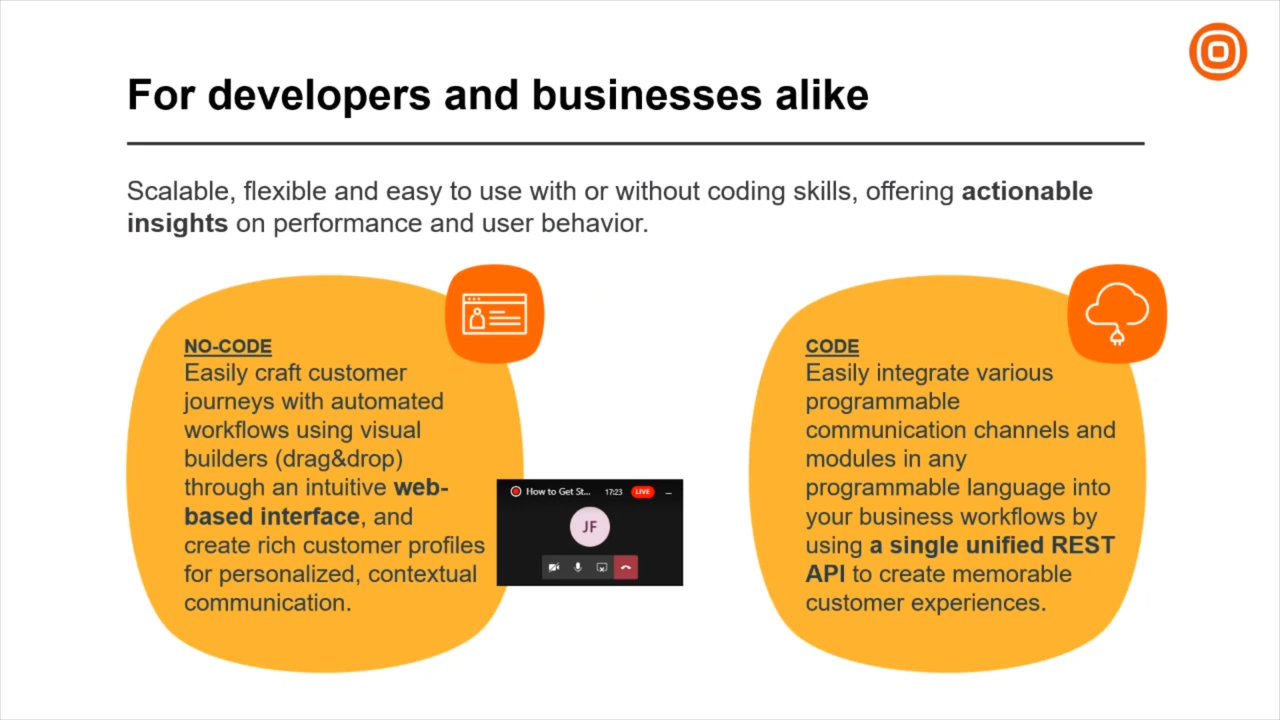 For developers and businesses alike
Scalable, flexible and easy to use with or without coding skills, offering actionable
insights on performance and user behavior.
NO-CODE
Easily craft customer
journeys with automated
workflows using visual
builders (drag&drop)
through an intuitive web-
based interface, and
create rich customer profiles
for personalized, contextual
communication.
How to Get St... 17:23 LIVE
JF
CODE
Easily integrate various
programmable
communication channels and
modules in any
programmable language into
your business workflows by
using a single unified REST
API to create memorable
customer experiences.